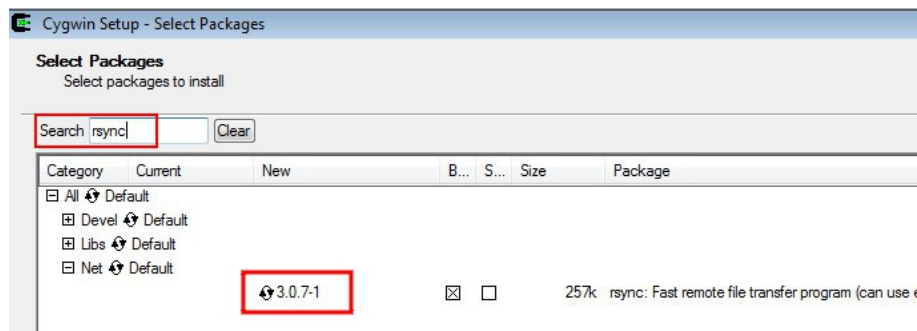 Cygwin Setup - Select Packages
Select Packages
Select packages to install
Search rsync Clear
Category Current New B... S... Size Package
All Default
Devel Default
Libs Default
Net Default
3.0.7-1 257k rsync: Fast remote file transfer program (can use e